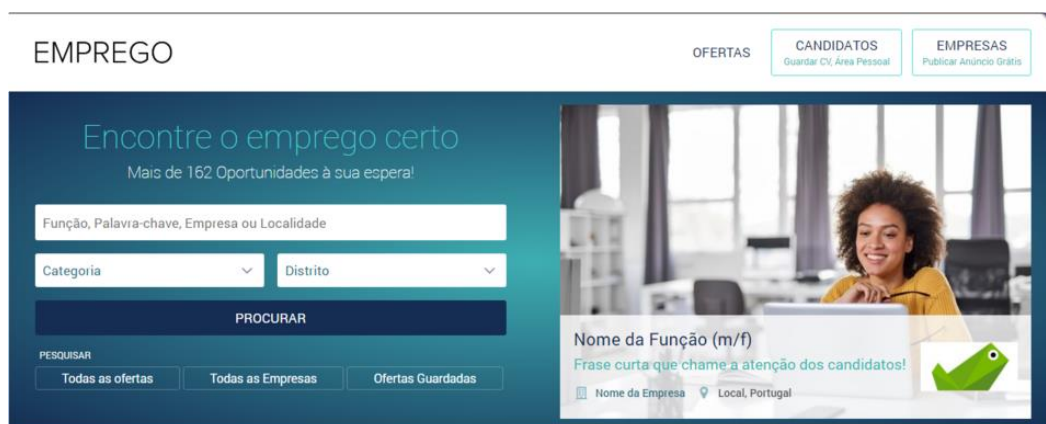 EMPREGO
OFERTAS
CANDIDATOS
Guardar CV, Área Pessoal
EMPRESAS
Publicar Anúncio Grátis
Encontre o emprego certo
Mais de 162 Oportunidades à sua espera!
Função, Palavra-chave, Empresa ou Localidade
Categoria
Distrito
PROCURAR
PESQUISAR
Todas as ofertas
Todas as Empresas
Ofertas Guardadas
Nome da Função (m/f)
Frase curta que chame a atenção dos candidatos!
Nome da Empresa
Local, Portugal